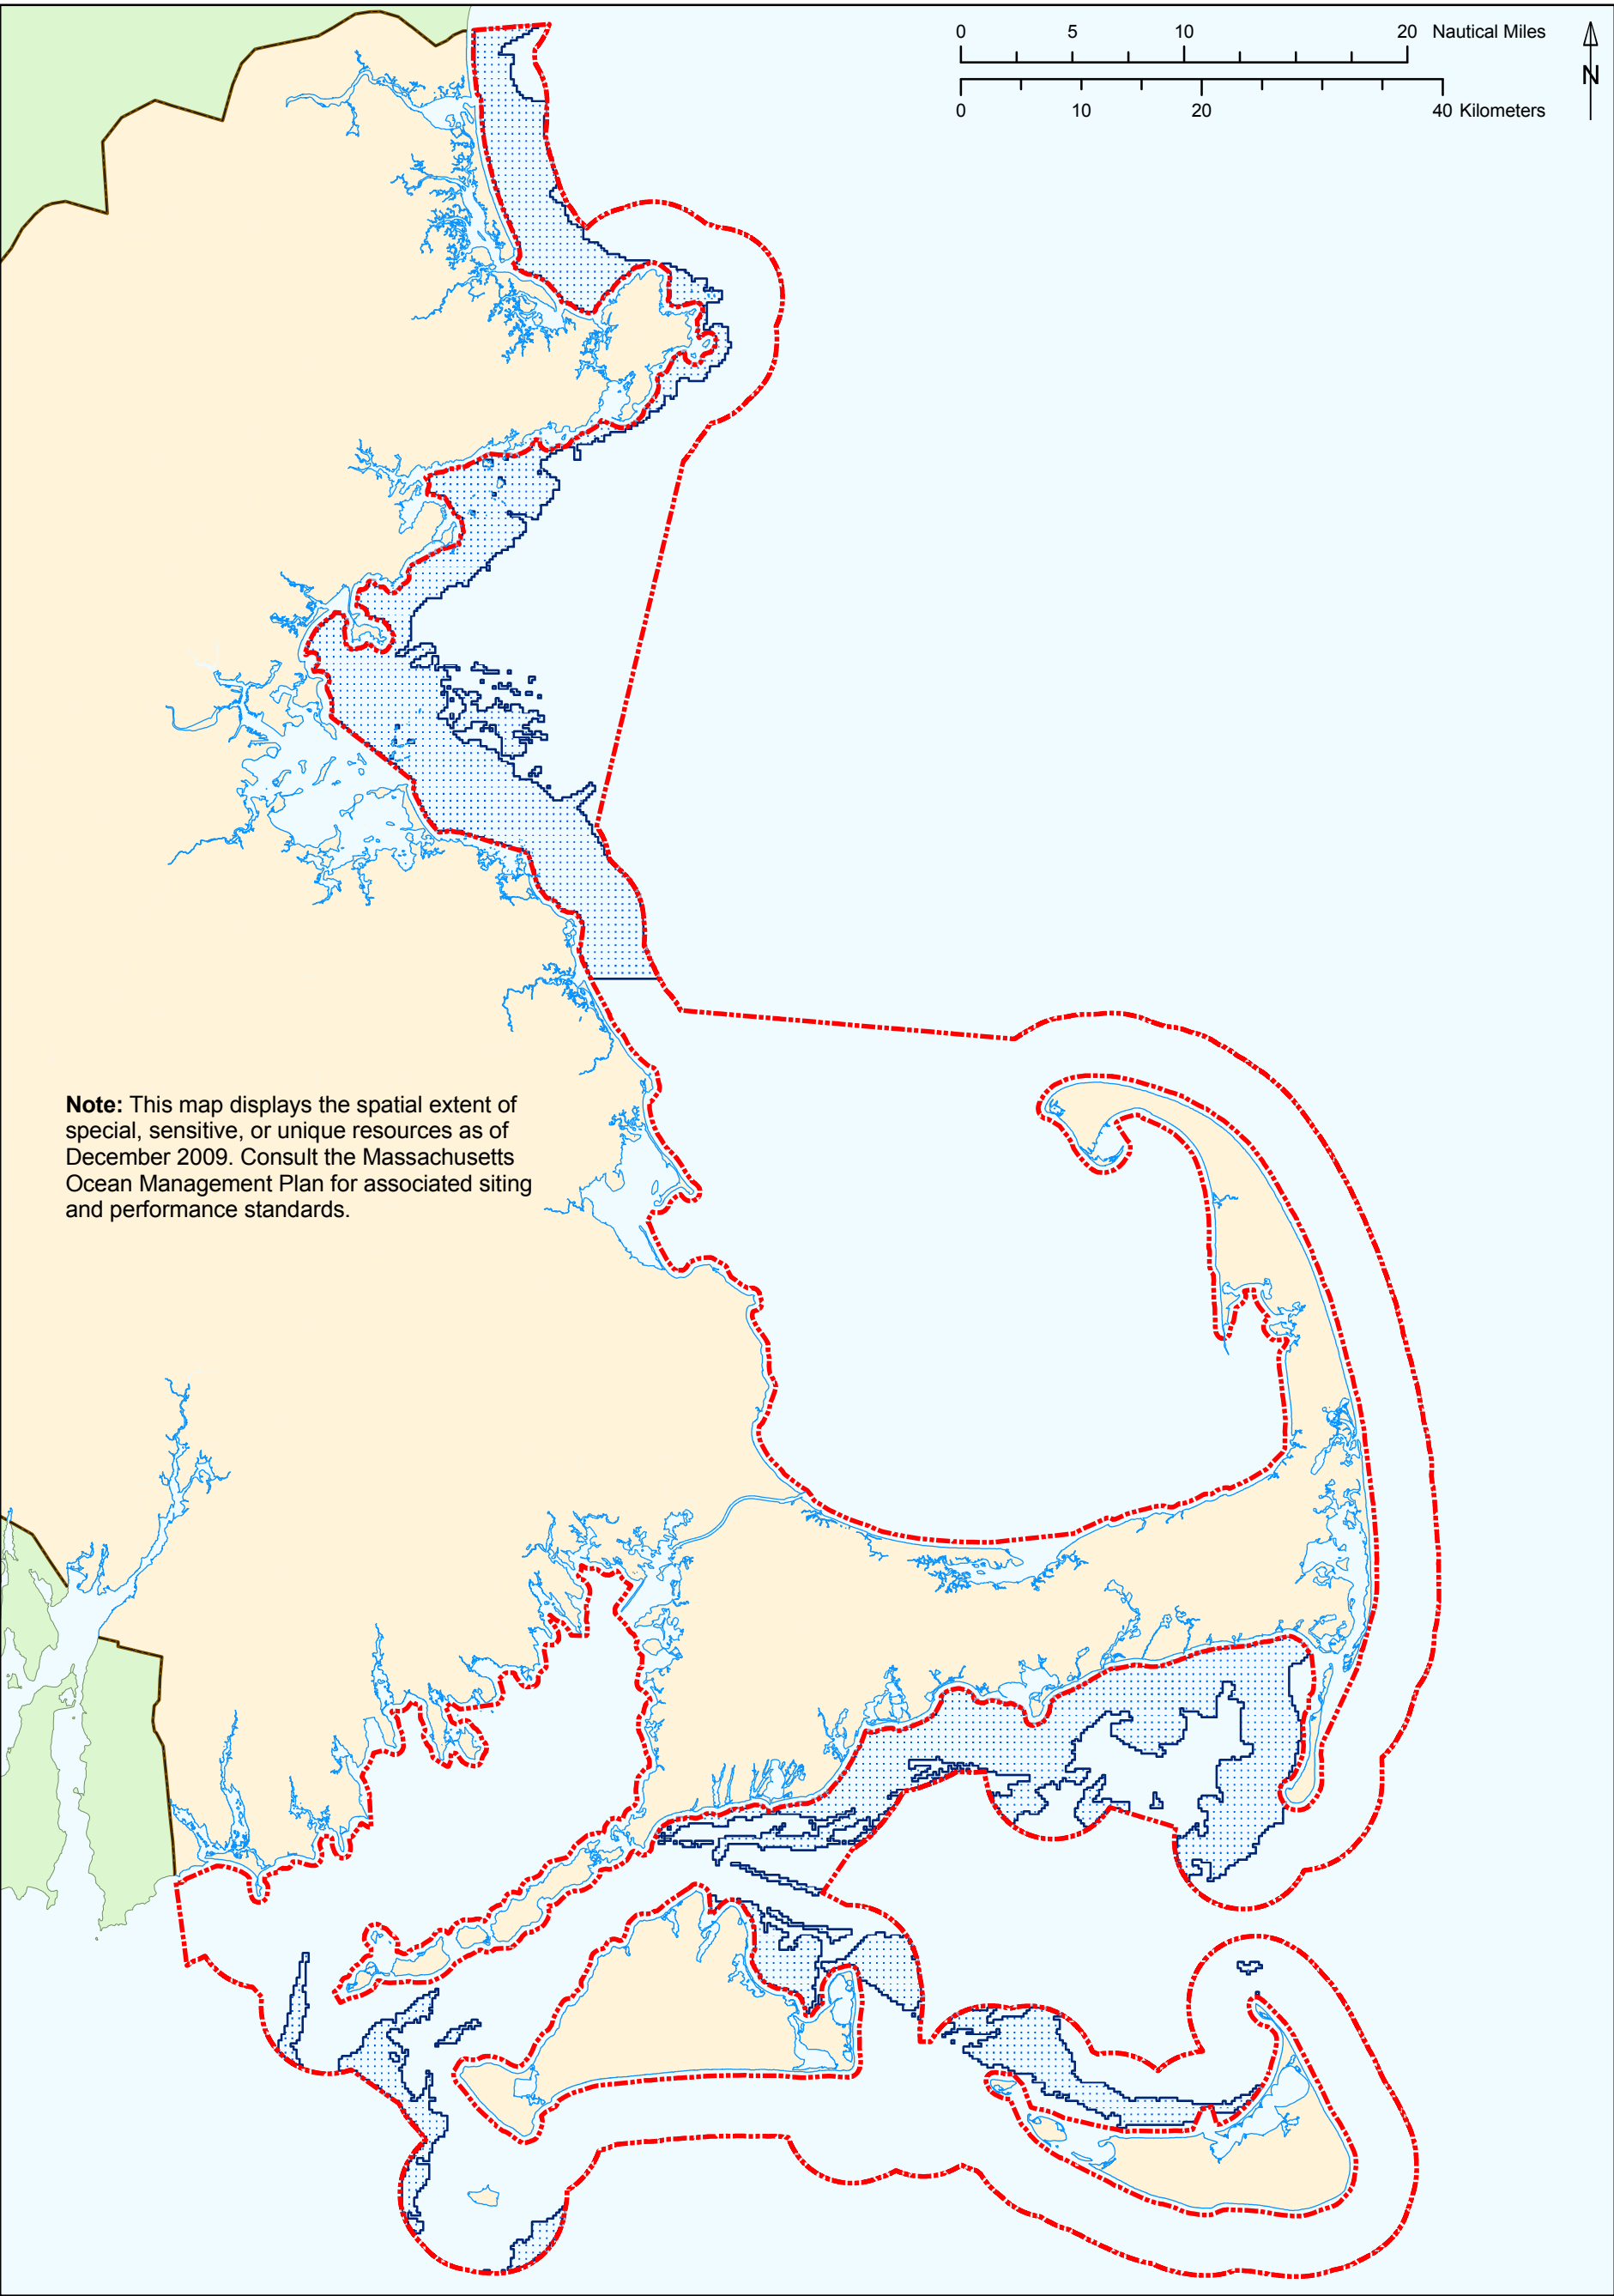 0 5 10 20 Nautical Miles
N
0 10 20 40 Kilometers
Note: This map displays the spatial extent of
special, sensitive, or unique resources as of
December 2009. Consult the Massachusetts
Ocean Management Plan for associated siting
and performance standards.